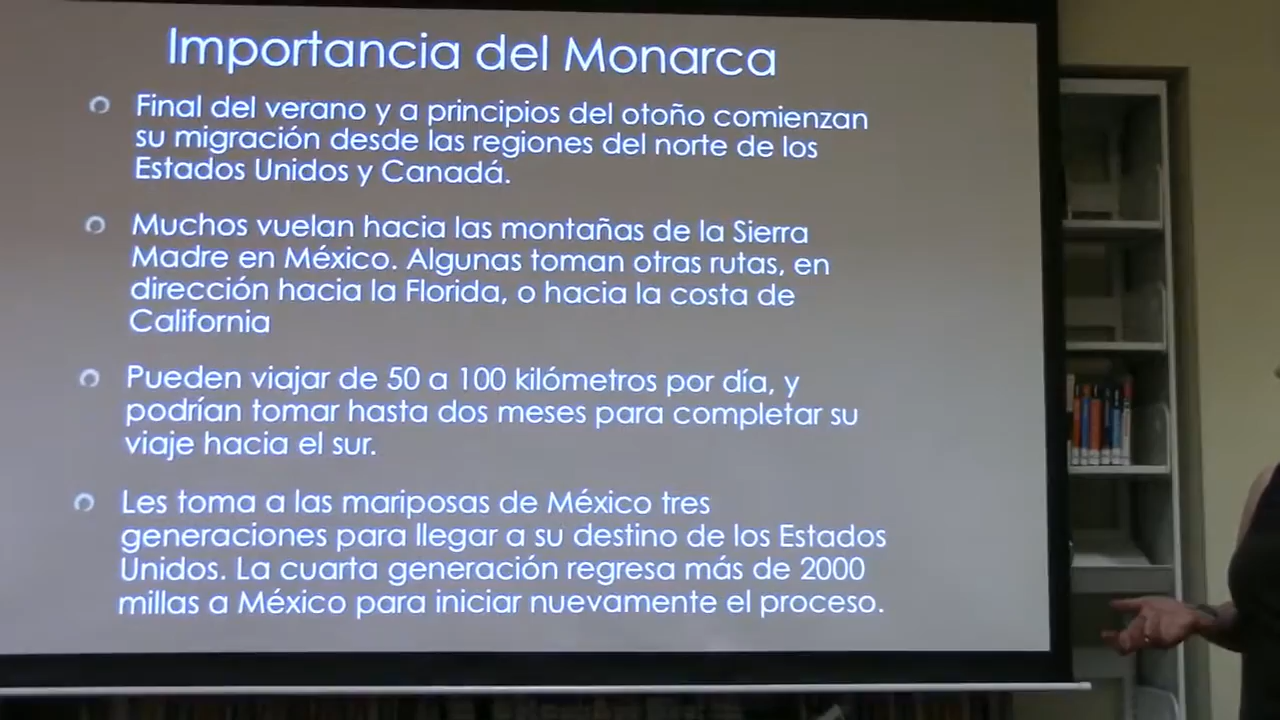 Importancia del Monarca
Final del verano y a principios del otoño comienzan
su migración desde las regiones del norte de los
Estados Unidos y Canadá.
Muchos vuelan hacia las montañas de la Sierra
Madre en México. Algunas toman otras rutas, en
dirección hacia la Florida, o hacia la costa de
California
Pueden viajar de 50 a 100 kilómetros por día, y
podrían tomar hasta dos meses para completar su
viaje hacia el sur.
Les toma a las mariposas de México tres
generaciones para llegar a su destino de los Estados
Unidos. La cuarta generación regresa más de 2000
millas a México para iniciar nuevamente el proceso.